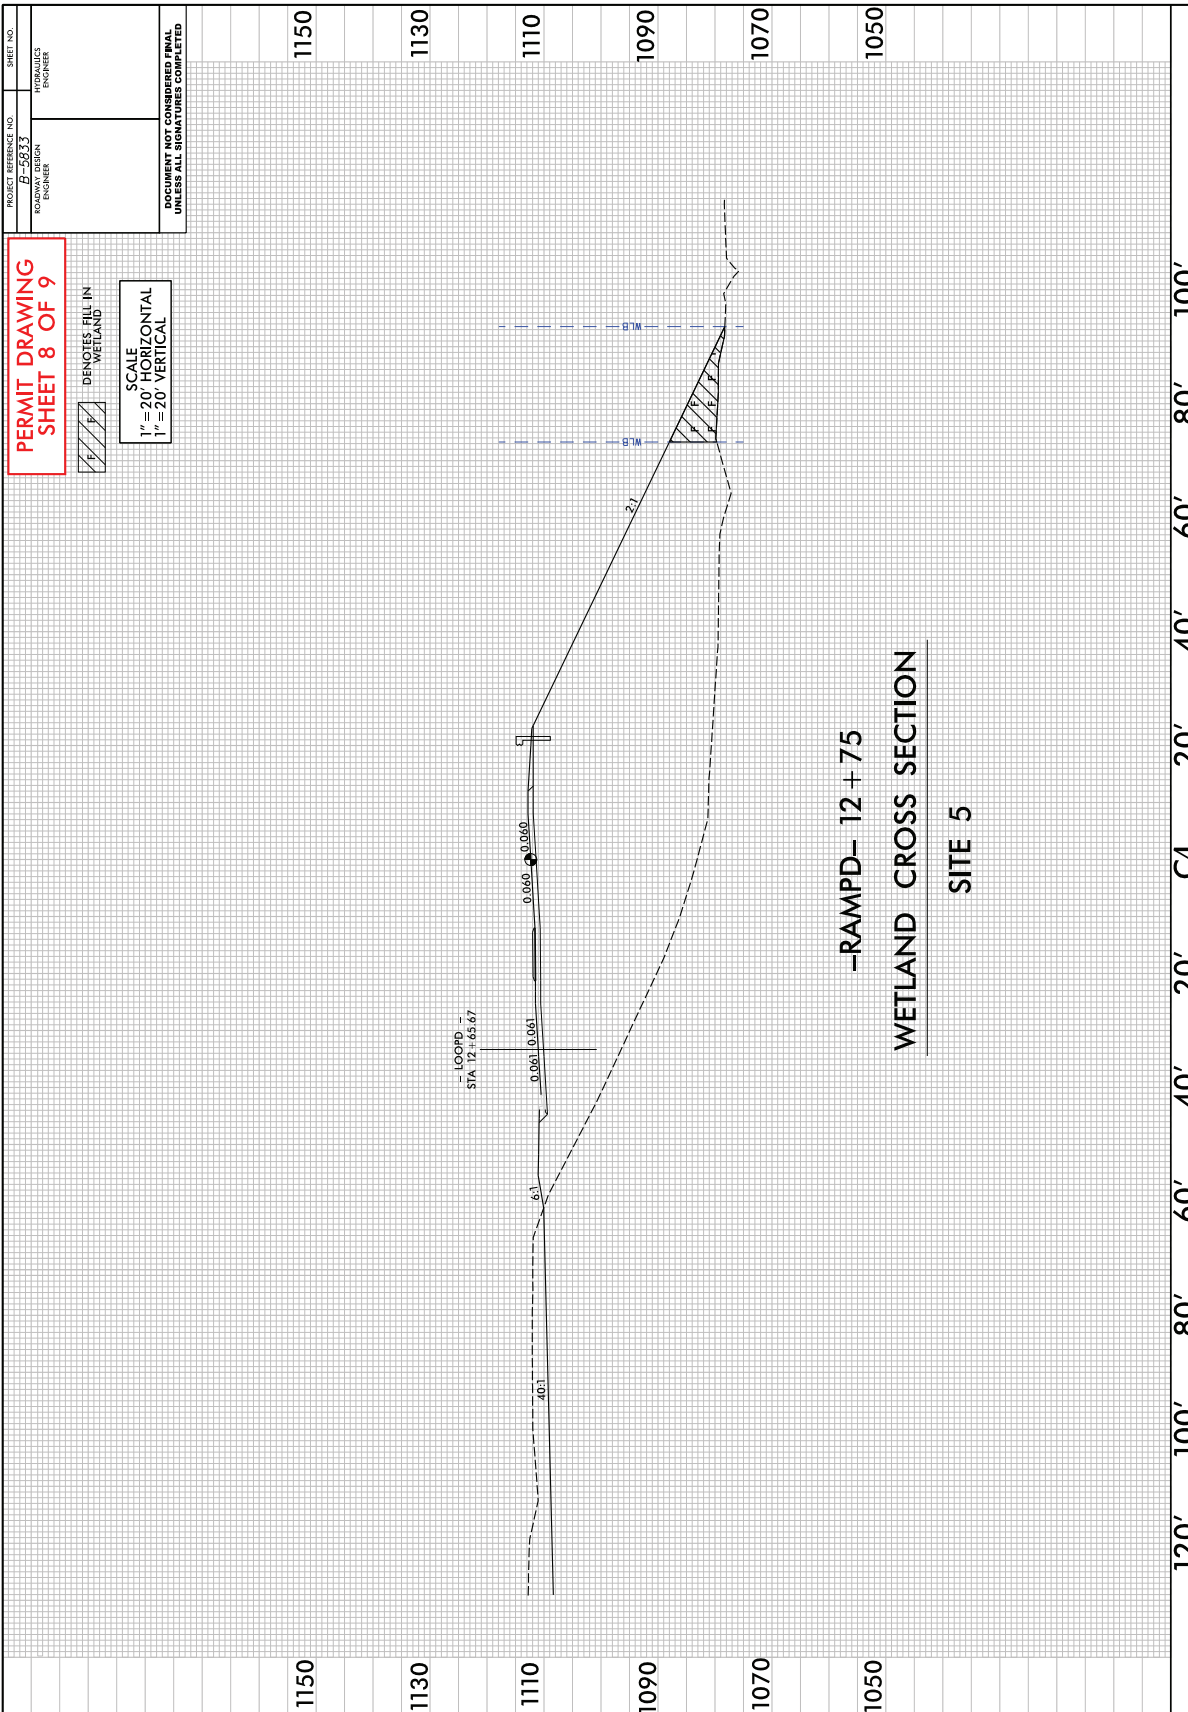 PROJECT REFERENCE NO.
SHEET NO.
B-5833
ROADWAY DESIGN
ENGINEER
HYDRAULICS
ENGINEER
DOCUMENT NOT CONSIDERED FINAL
UNLESS ALL SIGNATURES COMPLETED
PERMIT DRAWING
SHEET 8 OF 9
F F
DENOTES FILL IN
WETLAND
SCALE
1" = 20' HORIZONTAL
1" = 20' VERTICAL
1150 1150
1130 1130
1110 1110
1090 1090
1070 1070
1050 1050
- LOOPD -
STA 12+65.67
40:1
6:1
0.061 0.061
0.060 0.060
2:1
WLB
WLB
F F F F
-RAMPD- 12 + 75
WETLAND CROSS SECTION
SITE 5
120' 100' 80' 60' 40' 20' 20' 40' 60' 80' 100'